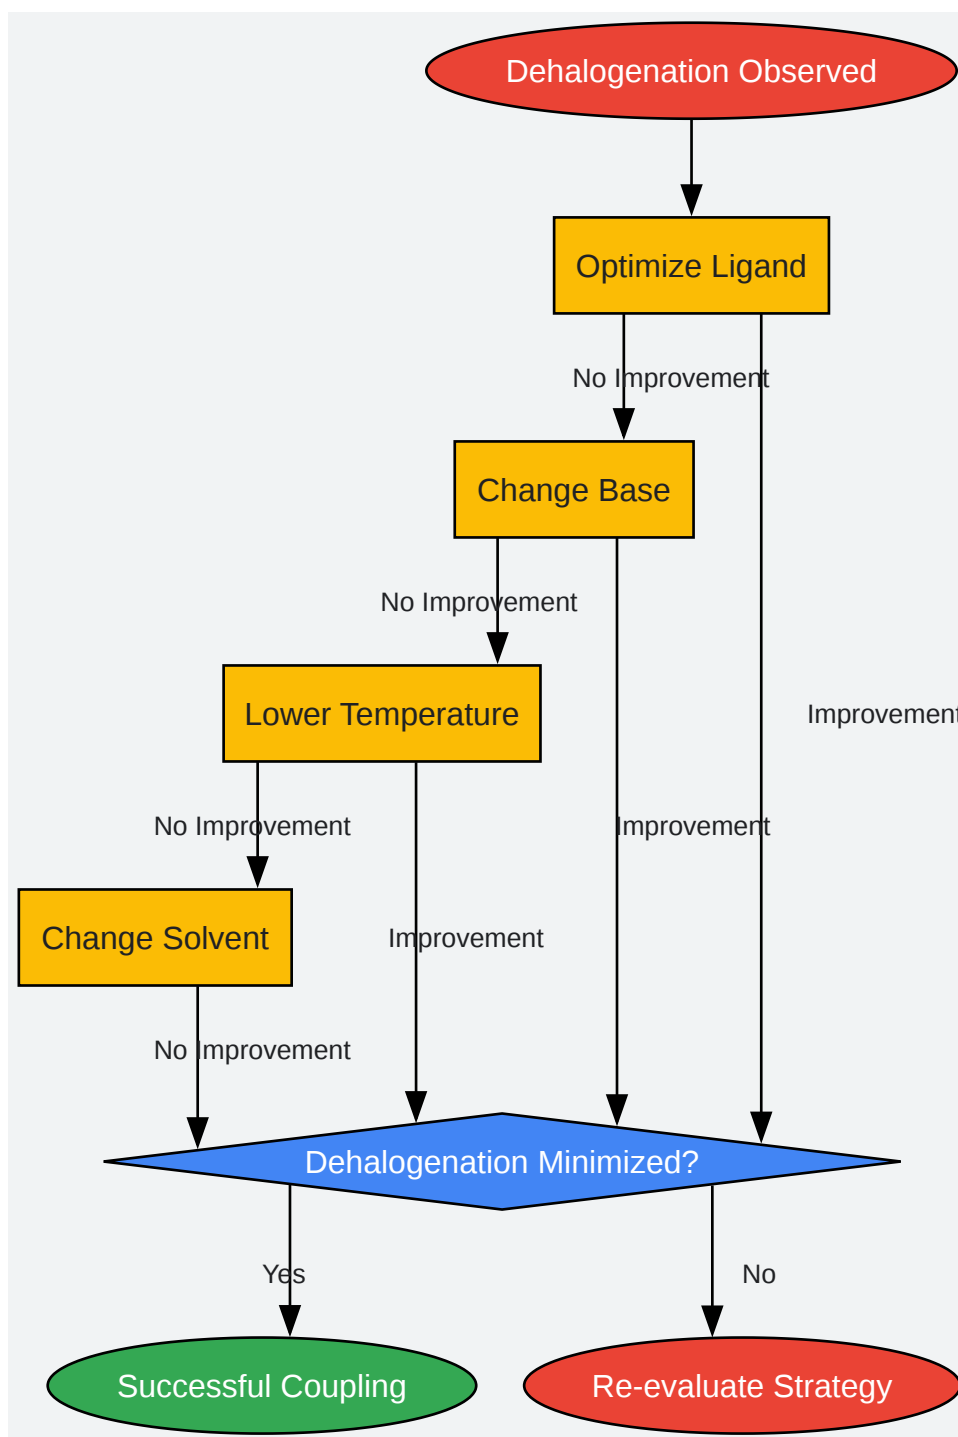 Dehalogenation Observed
Optimize Ligand
No Improvement
Change Base
No Improvement
Lower Temperature
Improvement
No Improvement
Improvement
Change Solvent
Improvement
No Improvement
Dehalogenation Minimized?
Yes
No
Successful Coupling
Re-evaluate Strategy